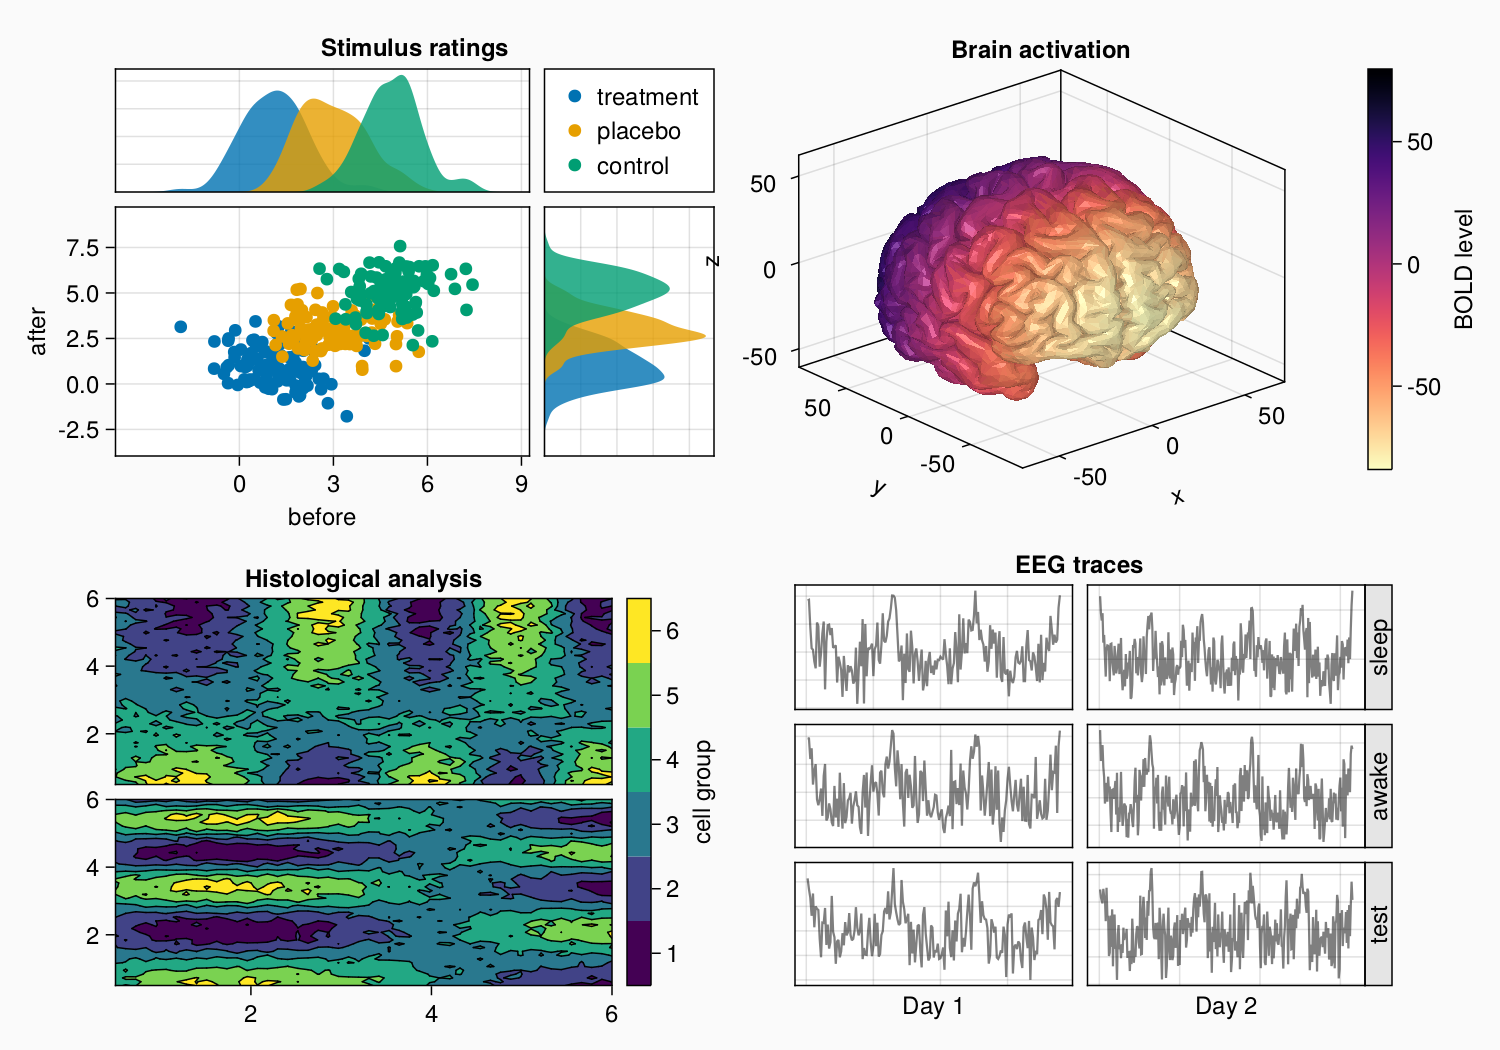 Stimulus ratings
treatment
placebo
control
7.5
5.0
2.5
0.0
-2.5
after
0
3
6
9
before
Brain activation
50
0
-50
z
50
0
-50
y
-50
0
50
x
50
0
-50
BOLD level
Histological analysis
6
4
2
6
4
2
2
4
6
6
5
4
3
2
1
cell group
EEG traces
sleep
awake
test
Day 1
Day 2